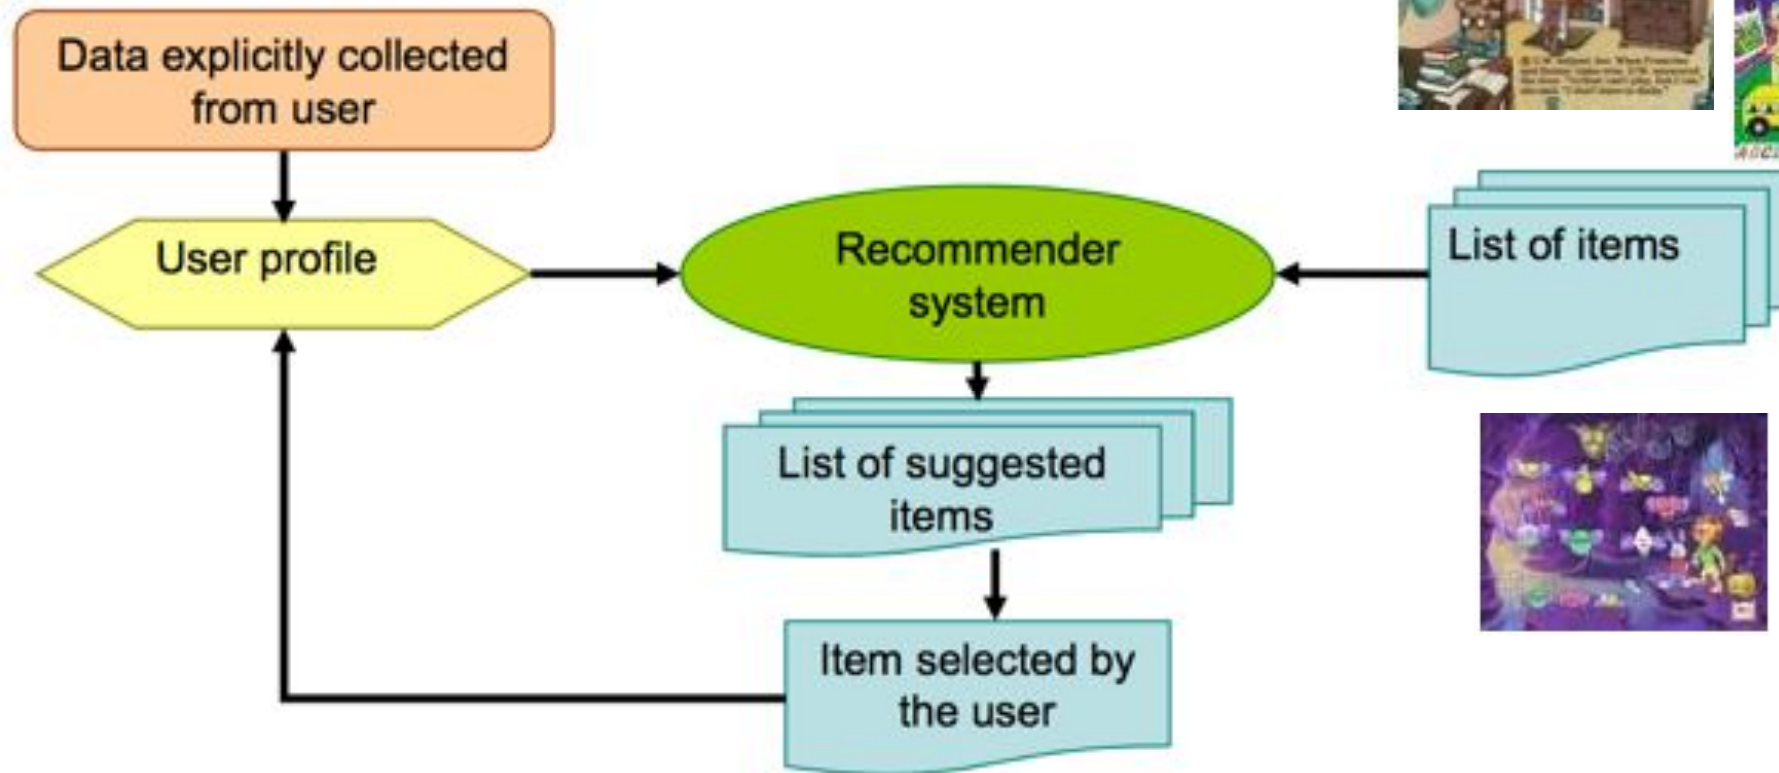 Data explicitly collected
from user
User profile
Recommender
system
List of items
List of suggested
items
Item selected by
the user